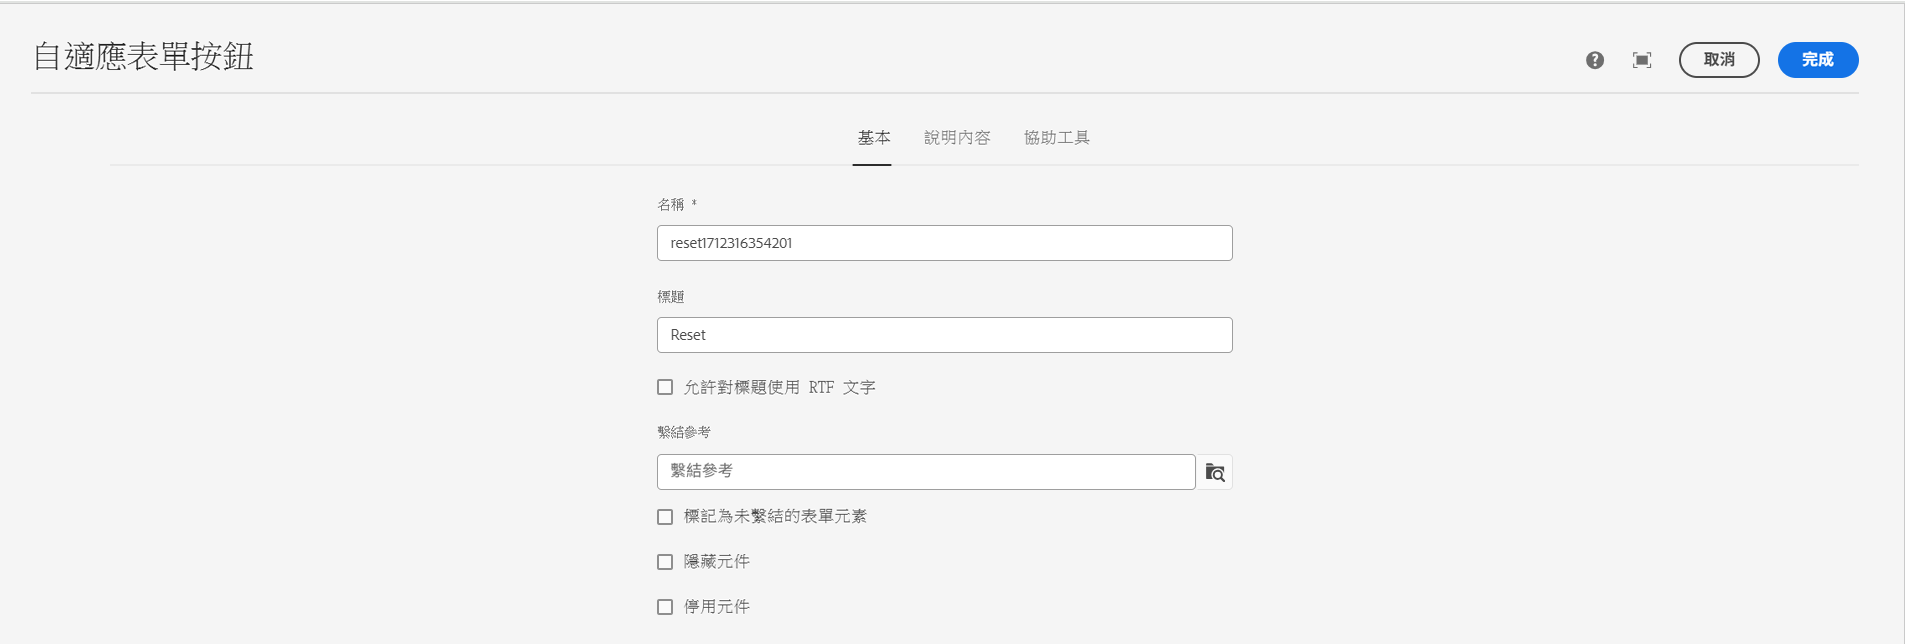 自適應表單按鈕
取消
完成
基本
說明內容
協助工具
名稱 *
reset1712316354201
標題
Reset
允許對標題使用 RTF 文字
繫結參考
繫結參考
標記為未繫結的表單元素
隱藏元件
停用元件